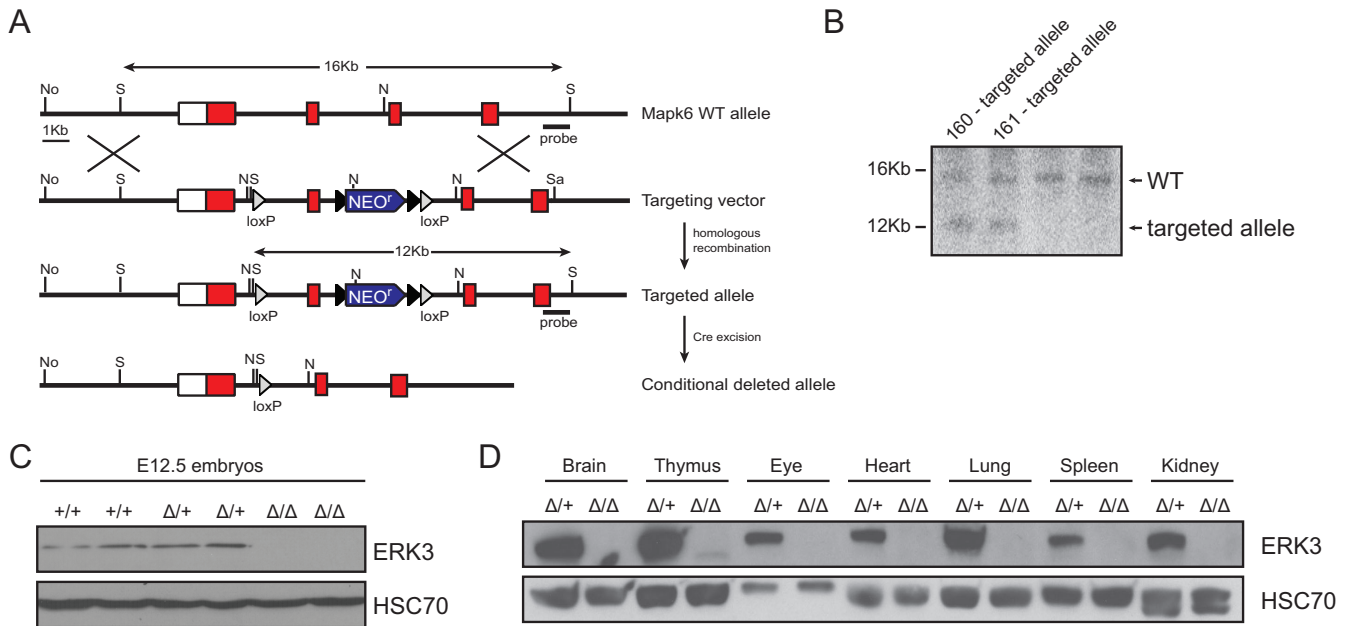 A
16Kb
No S N S
Mapk6 WT allele
1Kb
probe
No S NS N N Sa
NEOr
loxP loxP
Targeting vector
homologous
recombination
12Kb
No S NS N N S
NEOr
loxP loxP
probe
Targeted allele
Cre excision
No S NS N
loxP
Conditional deleted allele
B
160 - targeted allele
161 - targeted allele
16Kb
WT
12Kb
targeted allele
C
E12.5 embryos
+/+ +/+ Δ/+ Δ/+ Δ/Δ Δ/Δ
ERK3
HSC70
D
Brain Thymus Eye Heart Lung Spleen Kidney
Δ/+ Δ/Δ Δ/+ Δ/Δ Δ/+ Δ/Δ Δ/+ Δ/Δ Δ/+ Δ/Δ Δ/+ Δ/Δ Δ/+ Δ/Δ
ERK3
HSC70